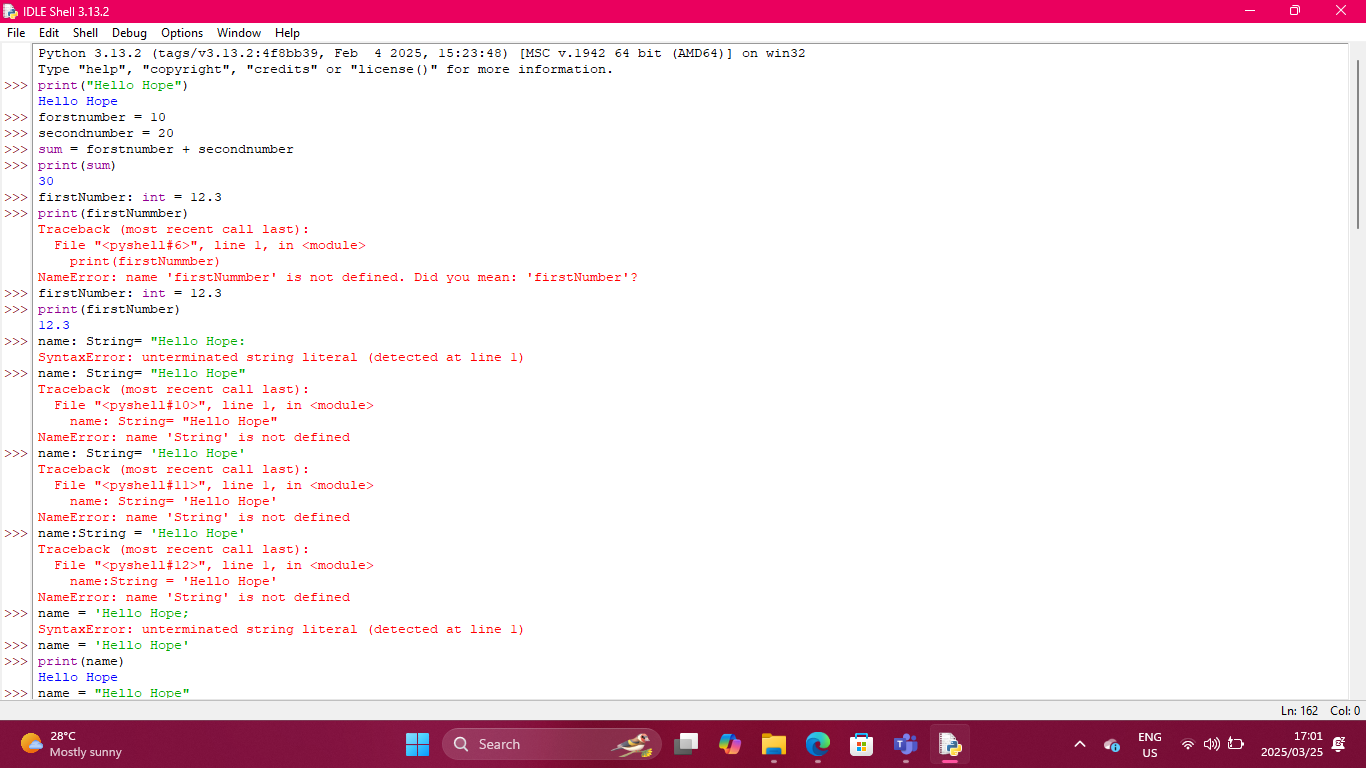 IDLE Shell 3.13.2
File Edit Shell Debug Options Window Help
Python 3.13.2 (tags/v3.13.2:4f8bb39, Feb  4 2025, 15:23:48) [MSC v.1942 64 bit (AMD64)] on win32
Type "help", "copyright", "credits" or "license()" for more information.
>>> print("Hello Hope")
Hello Hope
>>> forstnumber = 10
>>> secondnumber = 20
>>> sum = forstnumber + secondnumber
>>> print(sum)
30
>>> firstNumber: int = 12.3
>>> print(firstNummber)
Traceback (most recent call last):
  File "<pyshell#6>", line 1, in <module>
    print(firstNummber)
NameError: name 'firstNummber' is not defined. Did you mean: 'firstNumber'?
>>> firstNumber: int = 12.3
>>> print(firstNumber)
12.3
>>> name: String= "Hello Hope:
SyntaxError: unterminated string literal (detected at line 1)
>>> name: String= "Hello Hope"
Traceback (most recent call last):
  File "<pyshell#10>", line 1, in <module>
    name: String= "Hello Hope"
NameError: name 'String' is not defined
>>> name: String= 'Hello Hope'
Traceback (most recent call last):
  File "<pyshell#11>", line 1, in <module>
    name: String= 'Hello Hope'
NameError: name 'String' is not defined
>>> name:String = 'Hello Hope'
Traceback (most recent call last):
  File "<pyshell#12>", line 1, in <module>
    name:String = 'Hello Hope'
NameError: name 'String' is not defined
>>> name = 'Hello Hope;
SyntaxError: unterminated string literal (detected at line 1)
>>> name = 'Hello Hope'
>>> print(name)
Hello Hope
>>> name = "Hello Hope"
Ln: 162 Col: 0
28°C
Mostly sunny
Search
ENG
US
17:01
2025/03/25